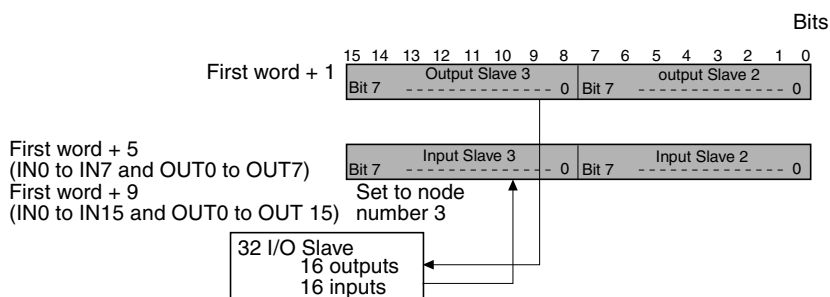 Bits
15 14 13 12 11 10 9 8 7 6 5 4 3 2 1 0
First word + 1
Output Slave 3 output Slave 2
Bit 7 0 Bit 7 0
First word + 5
(IN0 to IN7 and OUT0 to OUT7)
Input Slave 3 Input Slave 2
Bit 7 0 Bit 7 0
First word + 9
(IN0 to IN15 and OUT0 to OUT 15)
Set to node
number 3
32 I/O Slave
16 outputs
16 inputs